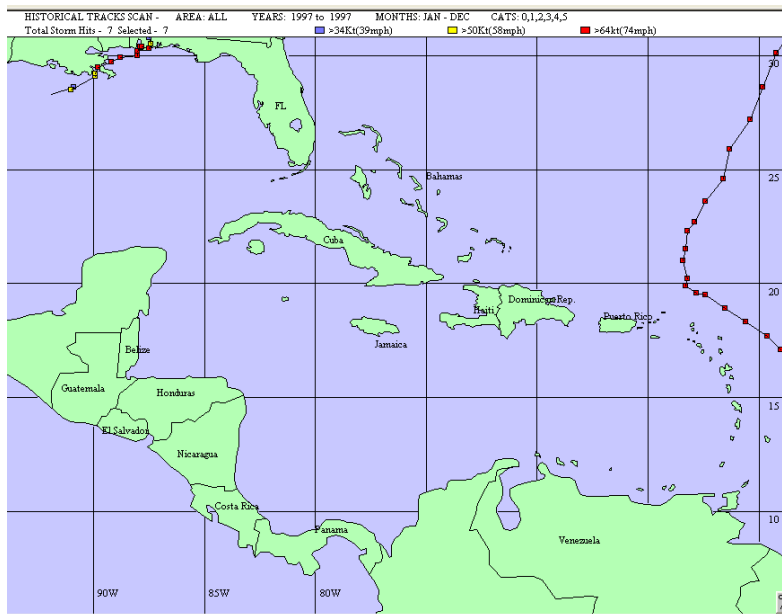 HISTORICAL TRACKS SCAN - AREA: ALL YEARS: 1997 to 1997 MONTHS: JAN - DEC CATS: 0,1,2,3,4,5
Total Storm Hits - 7 Selected - 7 >34Kt(39mph) >50Kt(58mph) >64kt(74mph)
30
FL
25
Bahamas
Cuba
20
Haiti
Dominican Rep.
Puerto Rico
Jamaica
Belize
Guatemala
Honduras
15
El Salvador
Nicaragua
Costa Rica
10
Panama
Venezuela
90W
85W
80W